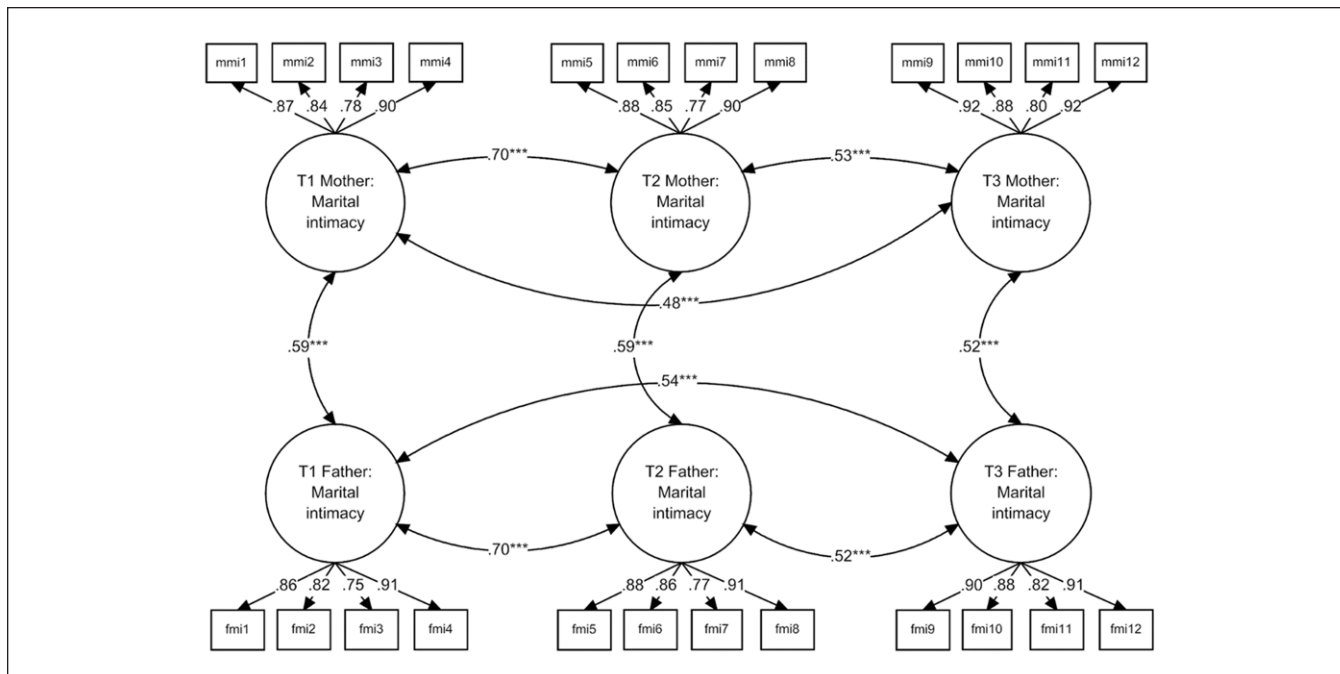 mmi1 mmi2 mmi3 mmi4 mmi5 mmi6 mmi7 mmi8 mmi9 mmi10 mmi11 mmi12
.87 .84 .78 .90 .88 .85 .77 .90 .92 .88 .80 .92
.70*** .53***
T1 Mother:
Marital
intimacy
T2 Mother:
Marital
intimacy
T3 Mother:
Marital
intimacy
.48***
.59*** .59*** .52***
.54***
T1 Father:
Marital
intimacy
T2 Father:
Marital
intimacy
T3 Father:
Marital
intimacy
.70*** .52***
.86 .82 .75 .91 .88 .86 .77 .91 .90 .88 .82 .91
fmi1 fmi2 fmi3 fmi4 fmi5 fmi6 fmi7 fmi8 fmi9 fmi10 fmi11 fmi12